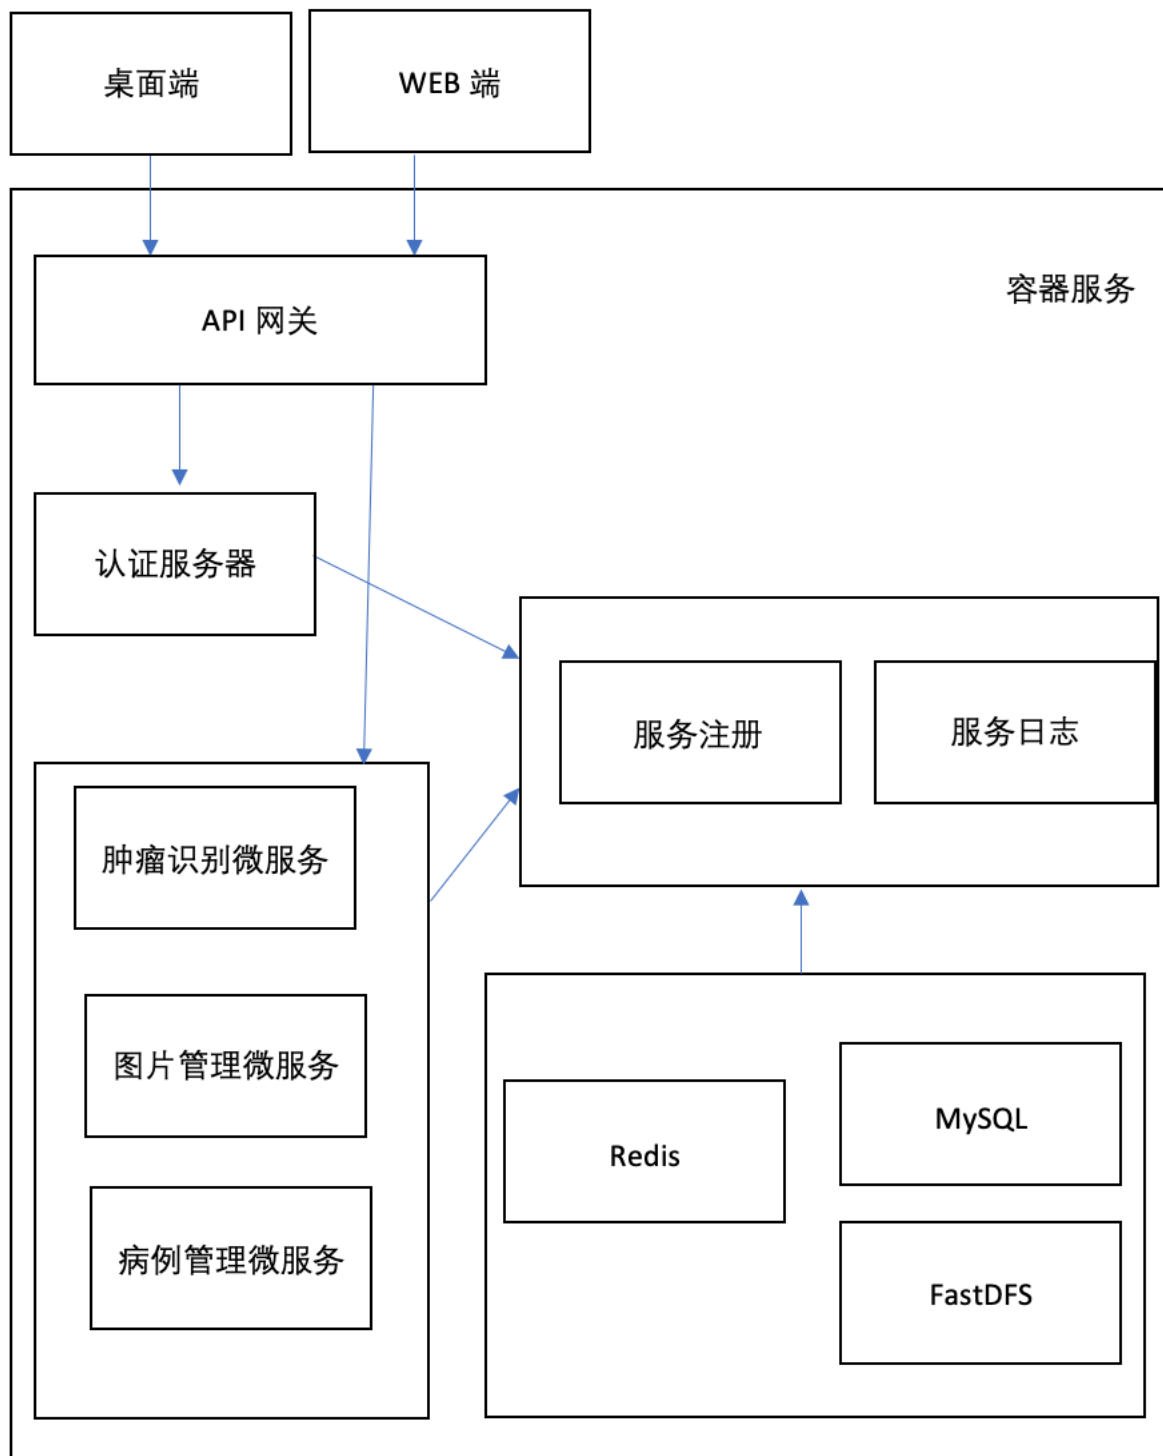 桌面端
WEB 端
容器服务
API 网关
认证服务器
服务注册
服务日志
肿瘤识别微服务
图片管理微服务
病例管理微服务
Redis
MySQL
FastDFS